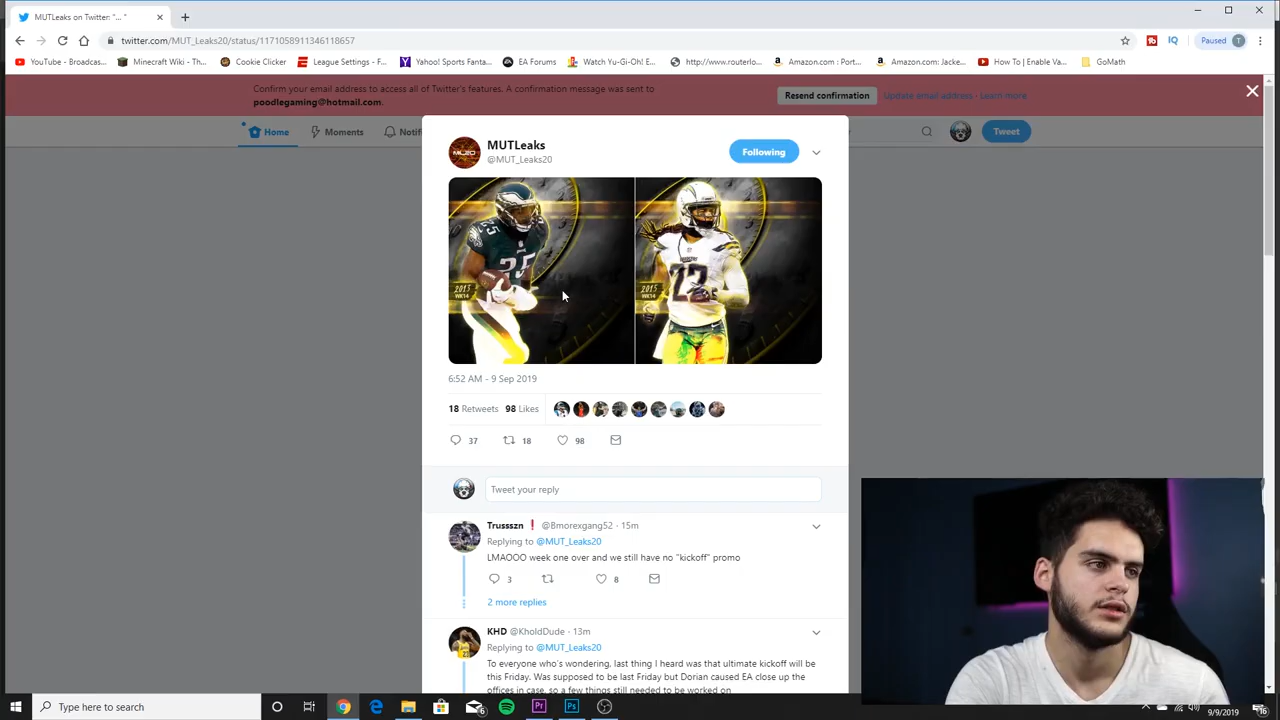 MUTLeaks on Twitter: "... "
twitter.com/MUT_Leaks20/status/1171058911346118657
Paused
T
YouTube - Broadcas...
Minecraft Wiki - Th...
Cookie Clicker
League Settings - F...
Yahoo! Sports Fanta...
EA Forums
Watch Yu-Gi-Oh! E...
http://www.routerlo...
Amazon.com : Port...
Amazon.com: Jacke...
How To | Enable Va...
GoMath
Confirm your email address to access all of Twitter's features. A confirmation message was sent to
poodlegaming@hotmail.com.
Resend confirmation
Update email address · Learn more
Home
Moments
Notifi
Tweet
MUTLeaks
@MUT_Leaks20
Following
25
2013
WK14
2015
6:52 AM - 9 Sep 2019
18 Retweets 98 Likes
37
18
98
Tweet your reply
Trussszn❗ @Bmorexgang52 · 15m
Replying to @MUT_Leaks20
LMAOOO week one over and we still have no "kickoff" promo
3
8
2 more replies
KHD @KholdDude · 13m
Replying to @MUT_Leaks20
To everyone who's wondering, last thing I heard was that ultimate kickoff will be
this Friday. Was supposed to be last Friday but Dorian caused EA close up the
offices in case, so a few things still needed to be worked on
Type here to search
9/9/2019